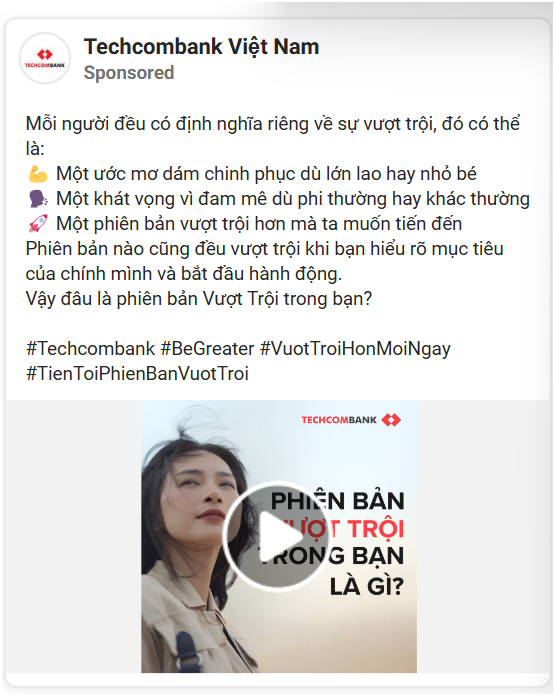 Techcombank Việt Nam
Sponsored
TECHCOMBANK
Mỗi người đều có định nghĩa riêng về sự vượt trội, đó có thể
là:
💪 Một ước mơ dám chinh phục dù lớn lao hay nhỏ bé
🗣️ Một khát vọng vì đam mê dù phi thường hay khác thường
🚀 Một phiên bản vượt trội hơn mà ta muốn tiến đến
Phiên bản nào cũng đều vượt trội khi bạn hiểu rõ mục tiêu
của chính mình và bắt đầu hành động.
Vậy đâu là phiên bản Vượt Trội trong bạn?
#Techcombank #BeGreater #VuotTroiHonMoiNgay
#TienToiPhienBanVuotTroi
TECHCOMBANK
PHIÊN BẢN
VƯỢT TRỘI
TRONG BẠN
LÀ GÌ?